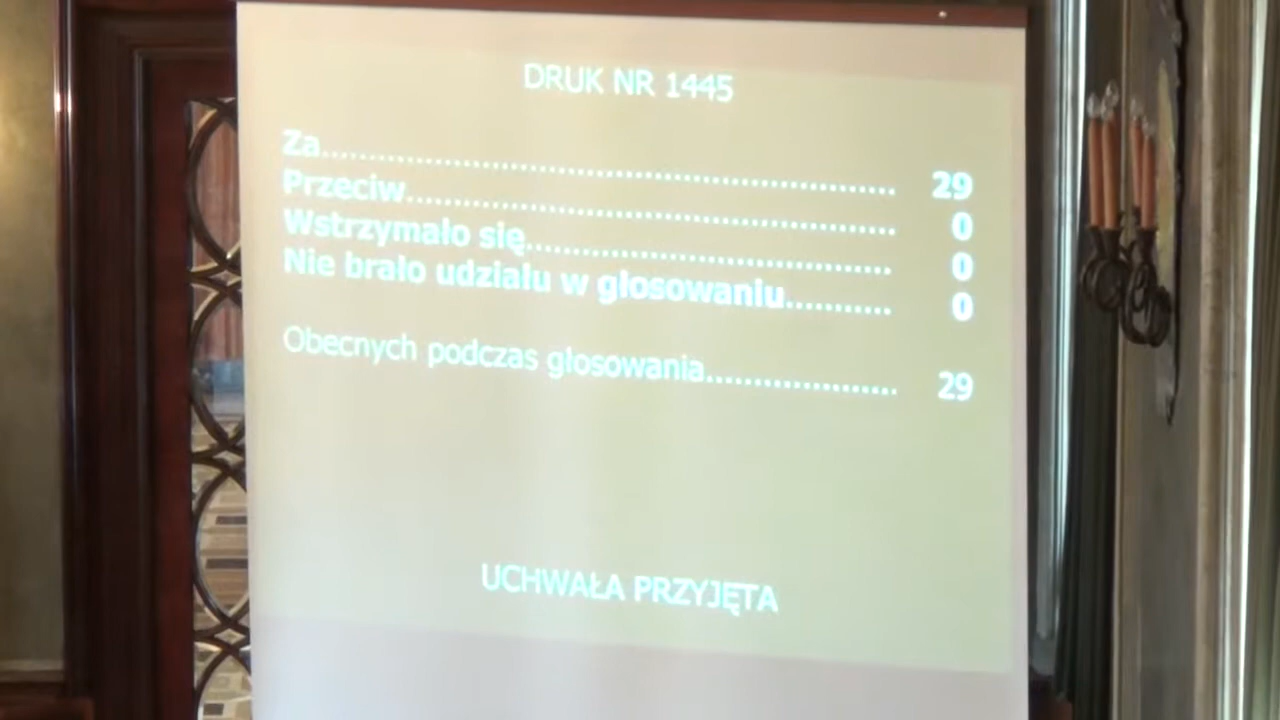 DRUK NR 1445
Za............................................................ 29
Przeciw................................................... 0
Wstrzymało się...................................... 0
Nie brało udziału w głosowaniu........... 0
Obecnych podczas głosowania.................... 29
UCHWAŁA PRZYJĘTA